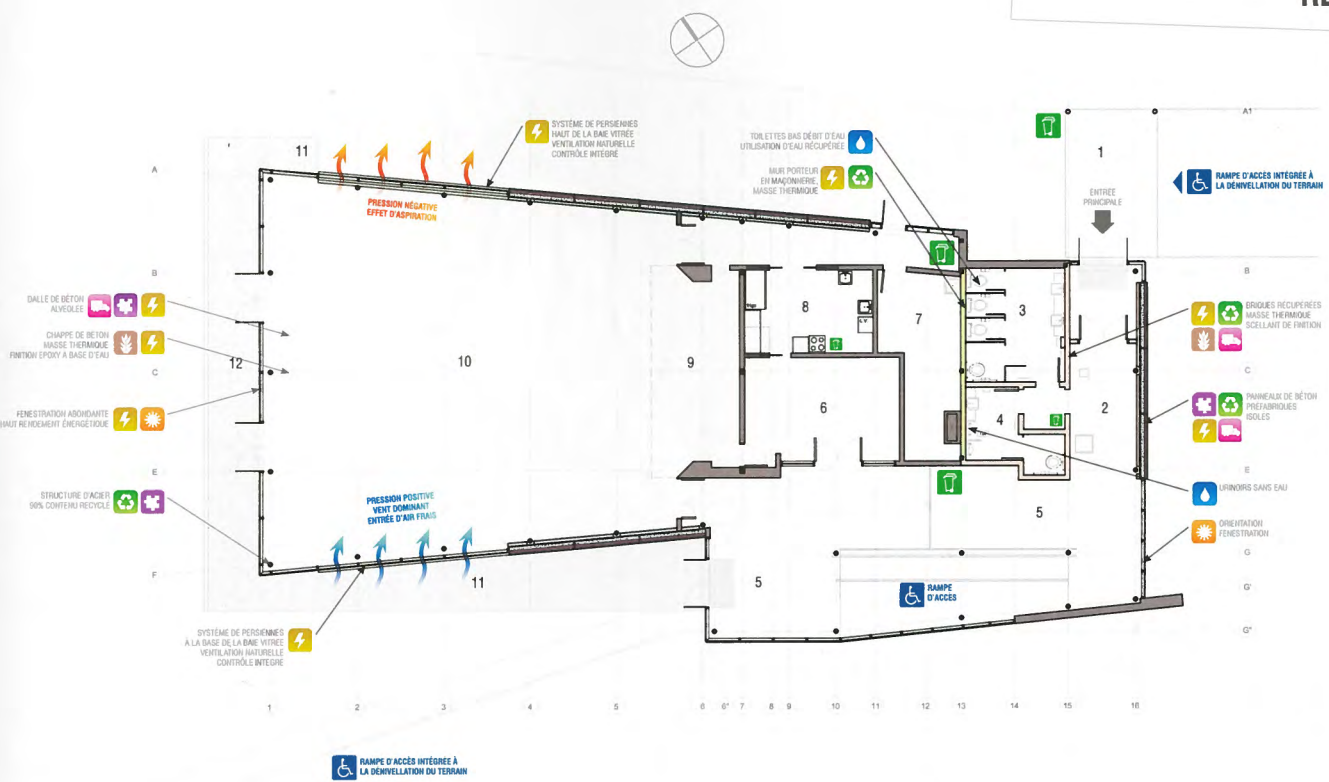 RE
SYSTÈME DE PERSIENNES
HAUT DE LA BAIE VITRÉE
VENTILATION NATURELLE
CONTRÔLE INTÉGRÉ
TOILETTES BAS DÉBIT D'EAU
UTILISATION D'EAU RÉCUPÉRÉE
MUR PORTEUR
EN MAÇONNERIE,
MASSE THERMIQUE
A1
1
RAMPE D'ACCÈS INTÉGRÉE À
LA DÉNIVELLATION DU TERRAIN
ENTRÉE
PRINCIPALE
11
A
PRESSION NÉGATIVE
EFFET D'ASPIRATION
B
B
DALLE DE BÉTON
ALVÉOLÉE
CHAPPE DE BÉTON
MASSE THERMIQUE
FINITION ÉPOXY À BASE D'EAU
8
7
3
BRIQUES RÉCUPÉRÉES
MASSE THERMIQUE
SCELLANT DE FINITION
12
10
9
C
C
FENESTRATION ABONDANTE
HAUT RENDEMENT ÉNERGÉTIQUE
6
4
2
PANNEAUX DE BÉTON
PRÉFABRIQUÉS
ISOLÉS
E
E
STRUCTURE D'ACIER
90% CONTENU RECYCLÉ
PRESSION POSITIVE
VENT DOMINANT
ENTRÉE D'AIR FRAIS
URINOIRS SANS EAU
5
ORIENTATION
FENESTRATION
G
F
11
5
RAMPE
D'ACCÈS
G'
G"
SYSTÈME DE PERSIENNES
À LA BASE DE LA BAIE VITRÉE
VENTILATION NATURELLE
CONTRÔLE INTÉGRÉ
1 2 3 4 5 6 6" 7 8 9 10 11 12 13 14 15 16
RAMPE D'ACCÈS INTÉGRÉE À
LA DÉNIVELLATION DU TERRAIN